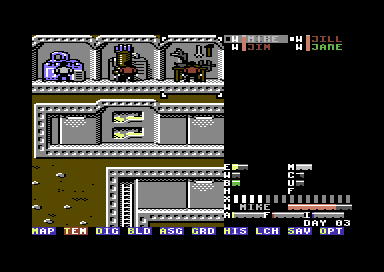 W MIKE W JILL
W JIM W JANE
E M
W C
W U
H F
X
W MIKE
A F I
DAY 03
MAP TEM DIG BLD ASG GRD HIS LCH SAV OPT